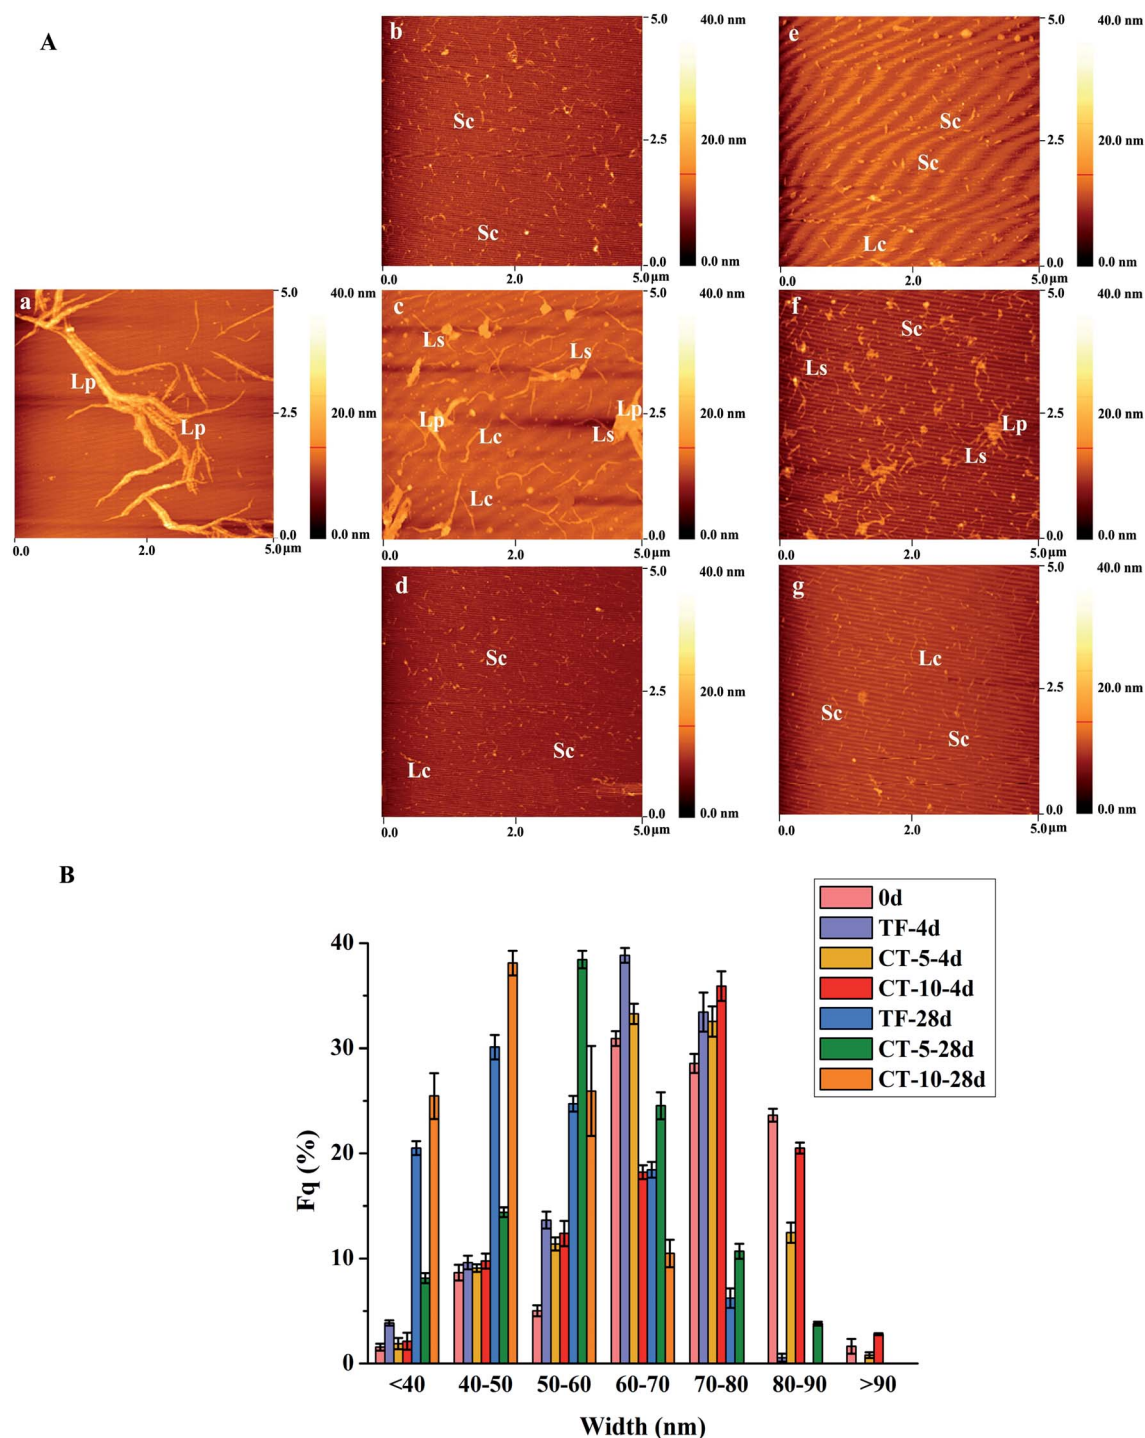 A
b
Sc
Sc
5.0
2.5
0.0
0.0
2.0
5.0μm
40.0 nm
20.0 nm
0.0 nm
e
Sc
Sc
Lc
5.0
2.5
0.0
0.0
2.0
5.0μm
40.0 nm
20.0 nm
0.0 nm
a
Lp
Lp
5.0
2.5
0.0
0.0
2.0
5.0μm
40.0 nm
20.0 nm
0.0 nm
c
Ls
Ls
Lp
Lp
Lc
Ls
Lc
5.0
2.5
0.0
0.0
2.0
5.0μm
40.0 nm
20.0 nm
0.0 nm
f
Sc
Ls
Lp
Ls
5.0
2.5
0.0
0.0
2.0
5.0μm
40.0 nm
20.0 nm
0.0 nm
d
Sc
Sc
Lc
5.0
2.5
0.0
0.0
2.0
5.0μm
40.0 nm
20.0 nm
0.0 nm
g
Lc
Sc
Sc
5.0
2.5
0.0
0.0
2.0
5.0μm
40.0 nm
20.0 nm
0.0 nm
B
0d
TF-4d
CT-5-4d
CT-10-4d
TF-28d
CT-5-28d
CT-10-28d
Fq (%)
40
30
20
10
0
<40 40-50 50-60 60-70 70-80 80-90 >90
Width (nm)